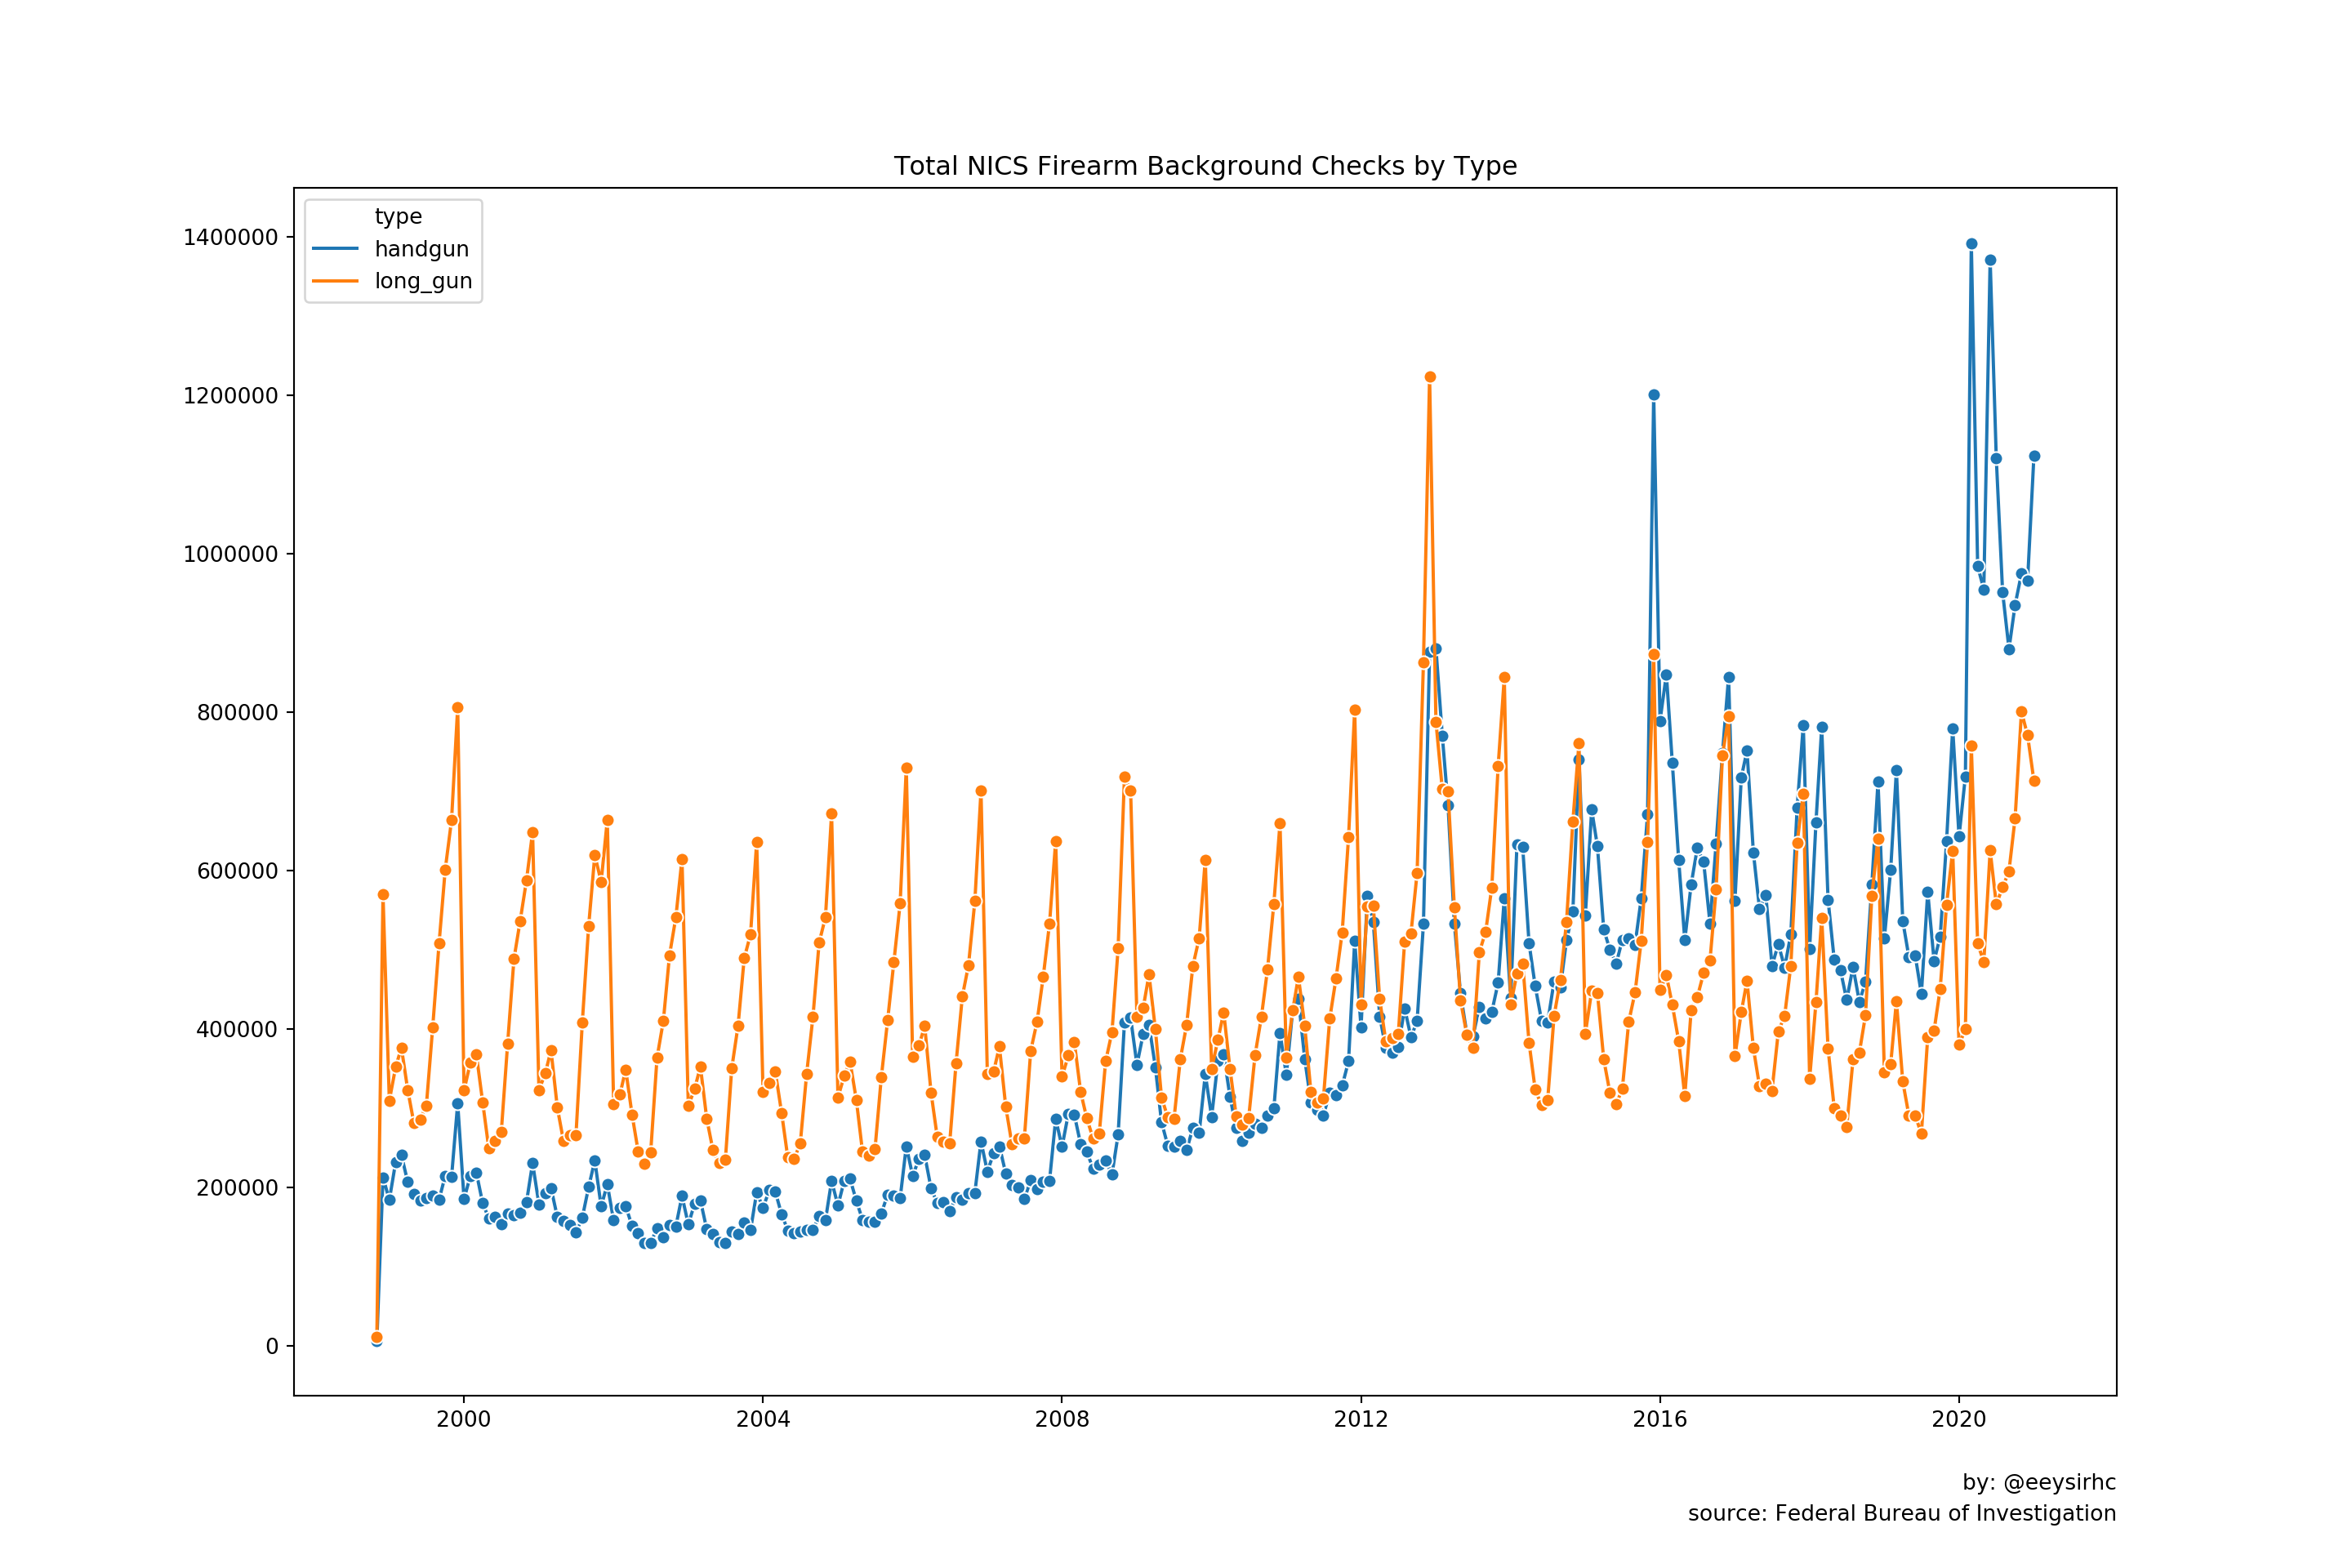 Total NICS Firearm Background Checks by Type
type
handgun
long_gun
1400000
1200000
1000000
800000
600000
400000
200000
0
2000 2004 2008 2012 2016 2020
by: @eeysirhc
source: Federal Bureau of Investigation